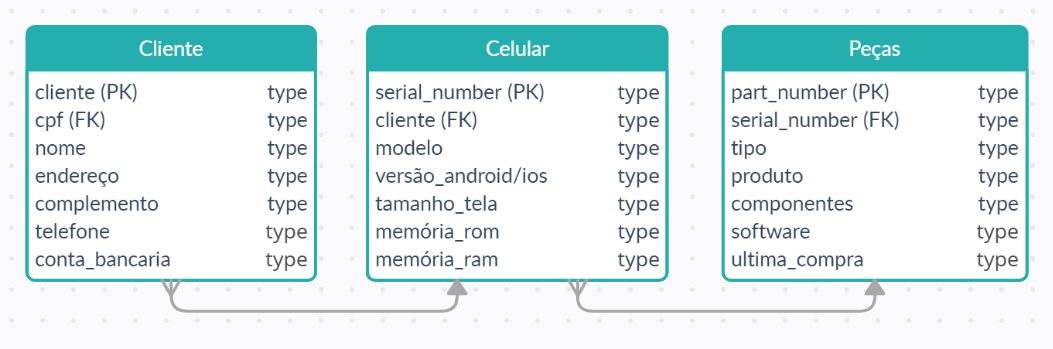 Cliente
cliente (PK) type
cpf (FK) type
nome type
endereço type
complemento type
telefone type
conta_bancaria type
Celular
serial_number (PK) type
cliente (FK) type
modelo type
versão_android/ios type
tamanho_tela type
memória_rom type
memória_ram type
Peças
part_number (PK) type
serial_number (FK) type
tipo type
produto type
componentes type
software type
ultima_compra type